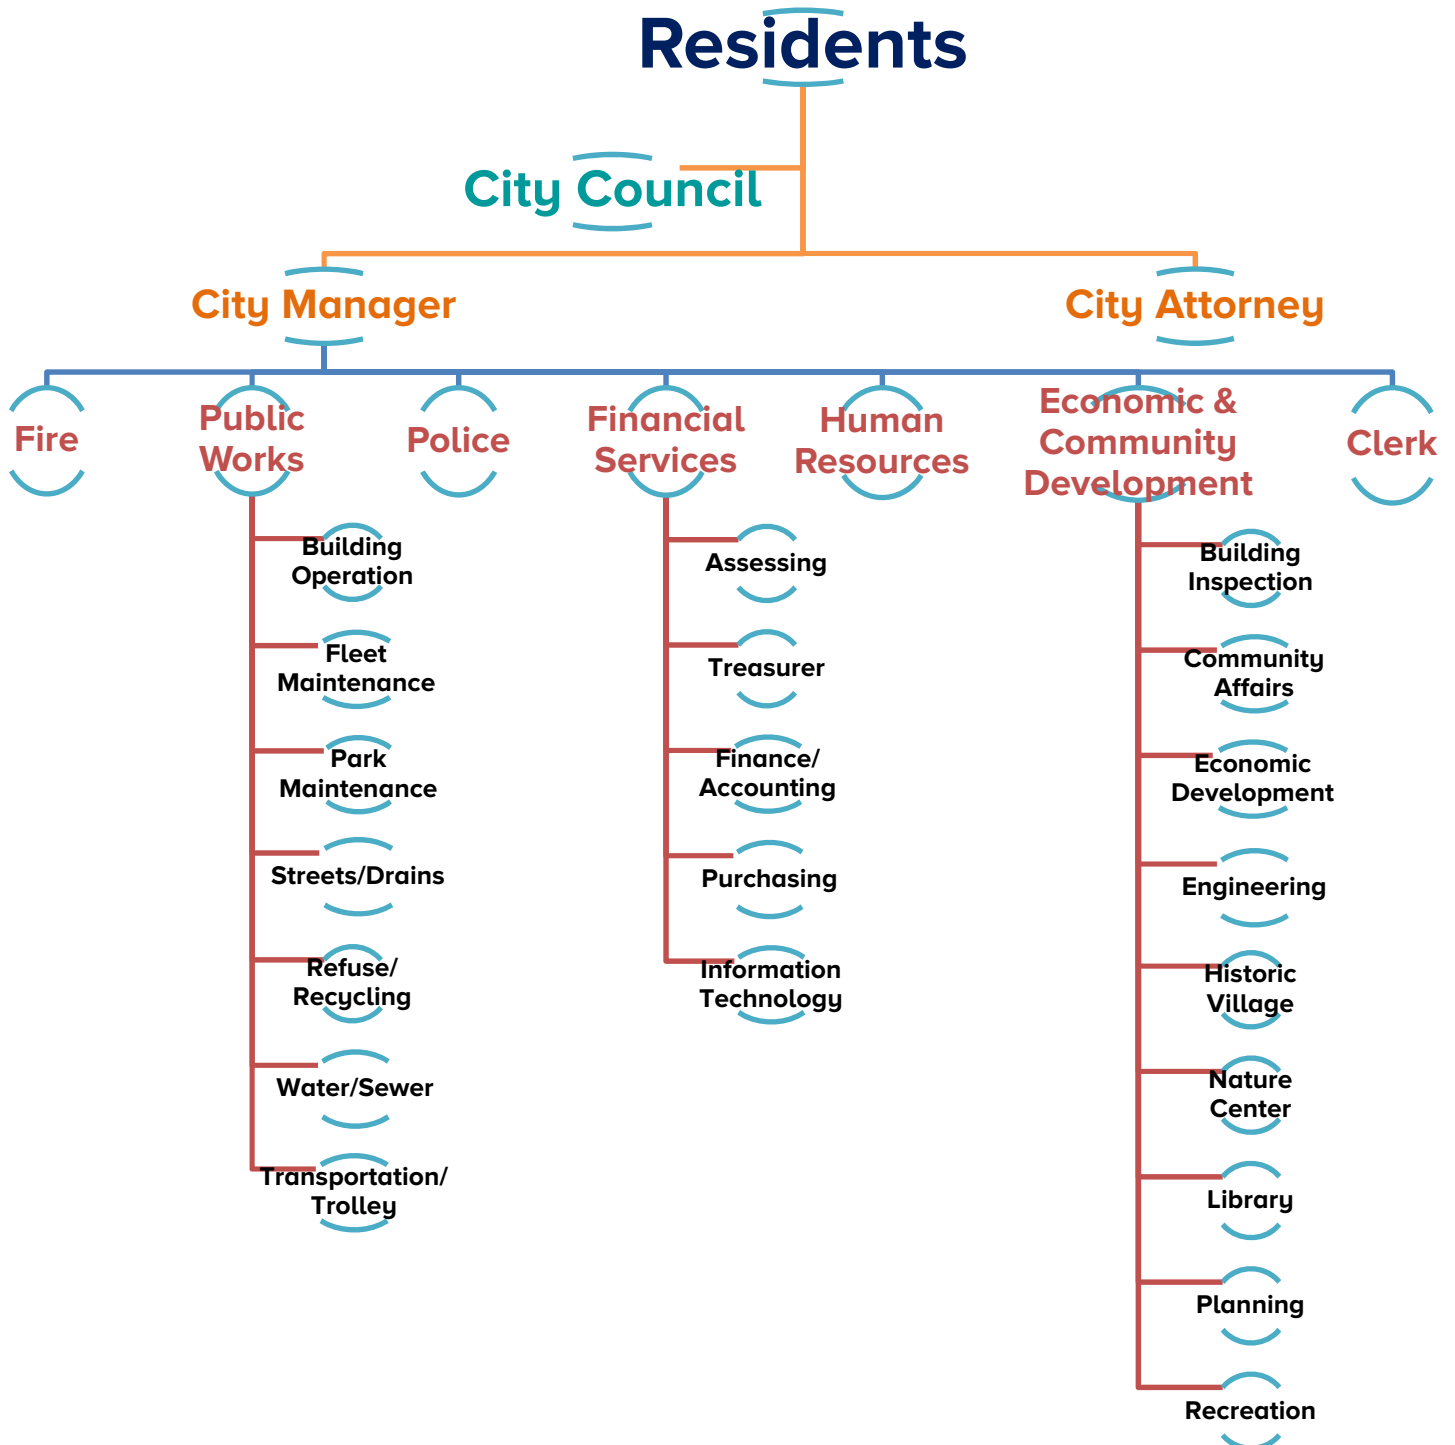 Residents
City Council
City Manager
City Attorney
Fire
Public
Works
Police
Financial
Services
Human
Resources
Economic &
Community
Development
Clerk
Building
Operation
Fleet
Maintenance
Park
Maintenance
Streets/Drains
Refuse/
Recycling
Water/Sewer
Transportation/
Trolley
Assessing
Treasurer
Finance/
Accounting
Purchasing
Information
Technology
Building
Inspection
Community
Affairs
Economic
Development
Engineering
Historic
Village
Nature
Center
Library
Planning
Recreation